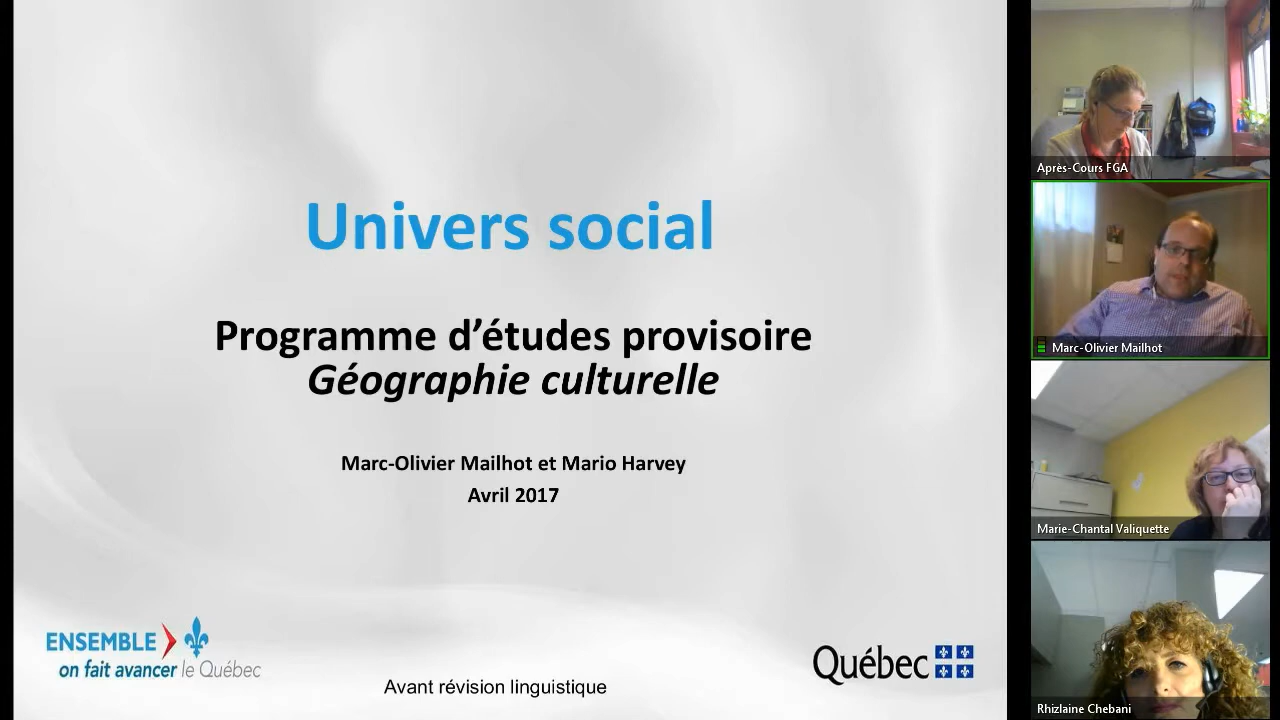 Univers social
Programme d'études provisoire
Géographie culturelle
Marc-Olivier Mailhot et Mario Harvey
Avril 2017
ENSEMBLE
on fait avancer le Québec
Avant révision linguistique
Québec
Après-Cours FGA
Marc-Olivier Mailhot
Marie-Chantal Valiquette
Rhizlaine Chebani